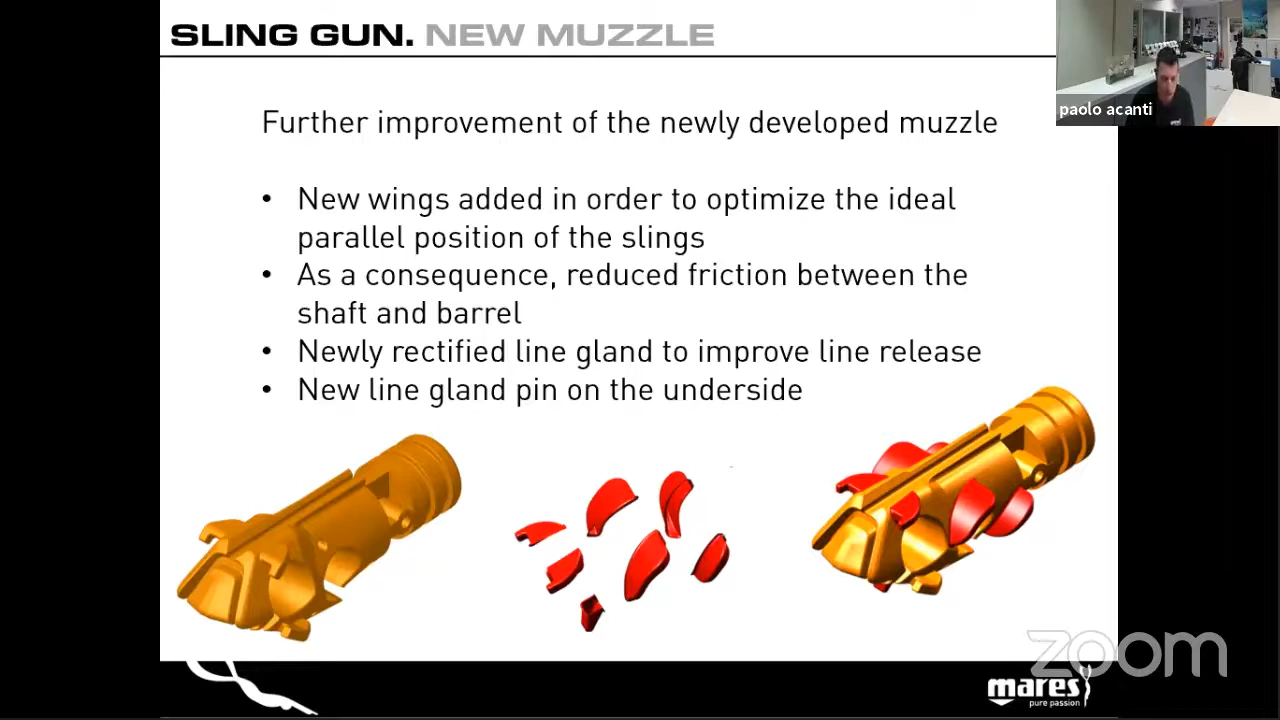 SLING GUN. NEW MUZZLE
paolo acanti
Further improvement of the newly developed muzzle
• New wings added in order to optimize the ideal
parallel position of the slings
• As a consequence, reduced friction between the
shaft and barrel
• Newly rectified line gland to improve line release
• New line gland pin on the underside
zoom
mares
pure passion